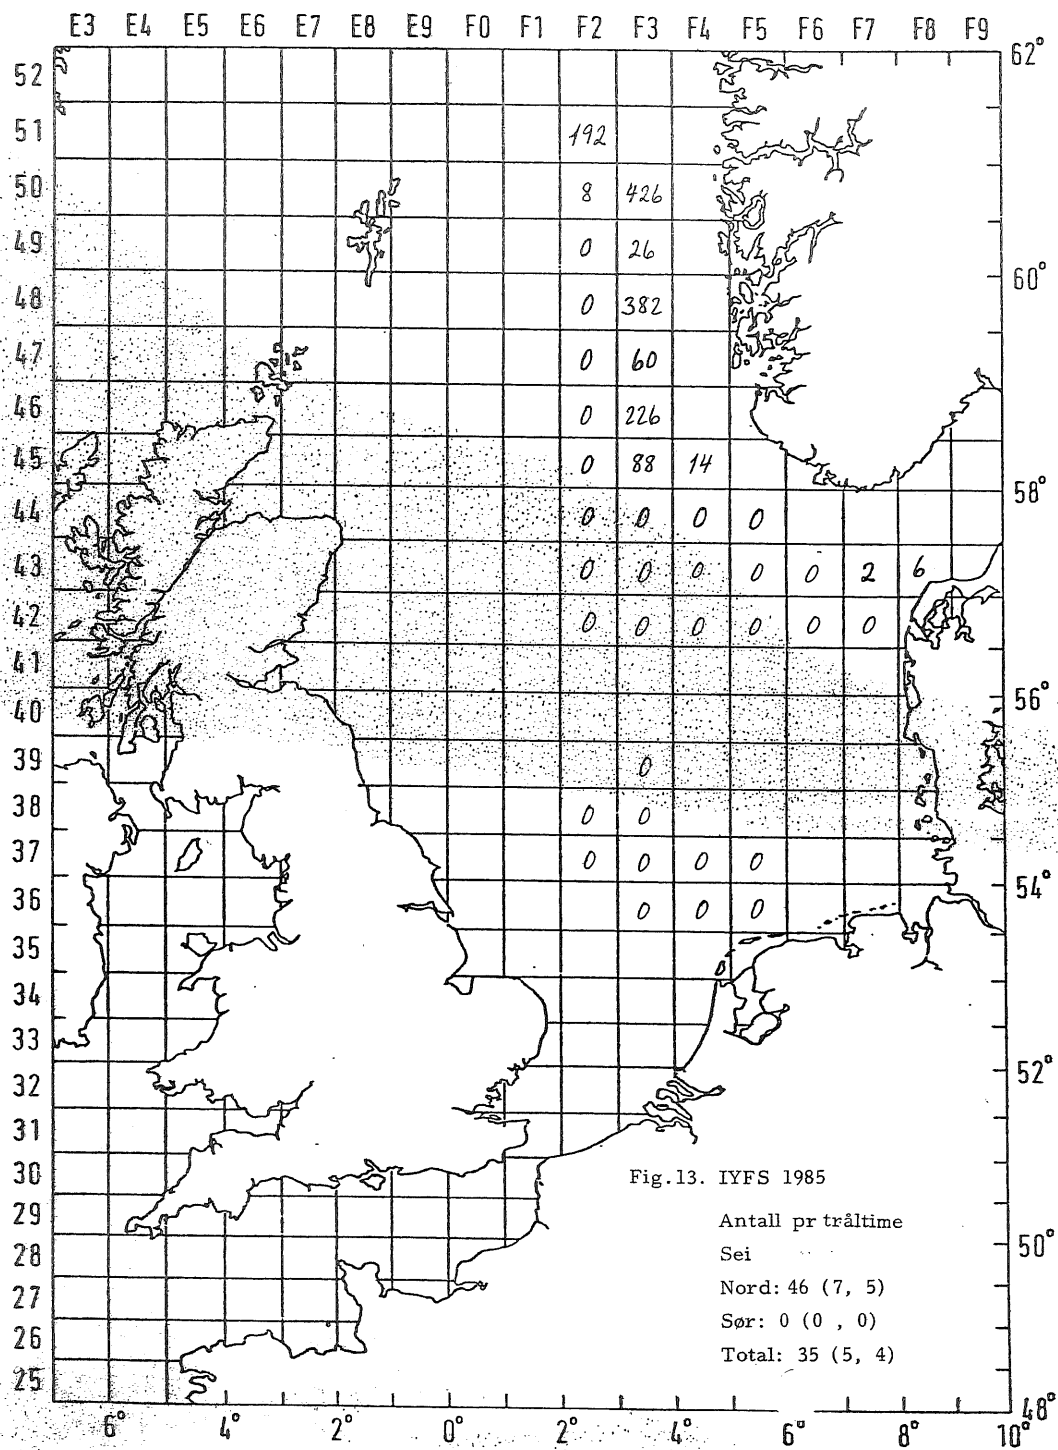 E3 E4 E5 E6 E7 E8 E9 F0 F1 F2 F3 F4 F5 F6 F7 F8 F9
62°
52
51 192
50 8 426
49 0 26
60°
48 0 382
47 0 60
46 0 226
45 0 88 14
58°
44 0 0 0 0
43 0 0 0 0 0 2 6
42 0 0 0 0 0 0
41
56°
40
39 0
38 0 0
37 0 0 0 0
54°
36 0 0 0
35
34
33
52°
32
31
30
Fig.13. IYFS 1985
29
Antall pr tråltime
50°
28
Sei
27
Nord: 46 (7, 5)
26
Sør: 0 (0 , 0)
Total: 35 (5, 4)
25
48°
6° 4° 2° 0° 2° 4° 6° 8° 10°